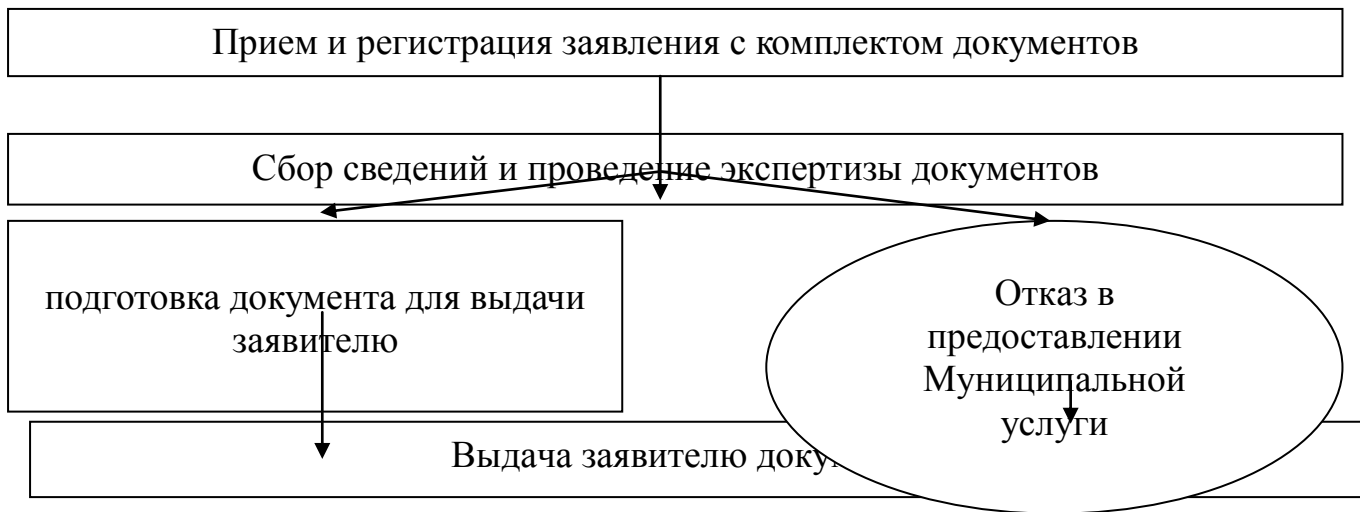 Прием и регистрация заявления с комплектом документов
Сбор сведений и проведение экспертизы документов
подготовка документа для выдачи
заявителю
Отказ в
предоставлении
Муниципальной
услуги
Выдача заявителю